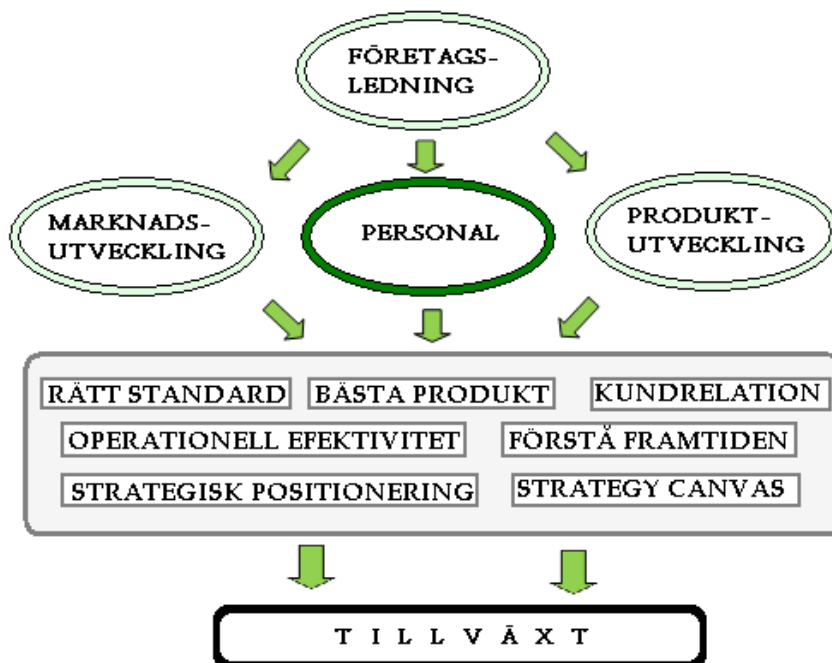 FÖRETAGS-
LEDNING
MARKNADS-
UTVECKLING
PERSONAL
PRODUKT-
UTVECKLING
RÄTT STANDARD
BÄSTA PRODUKT
KUNDRELATION
OPERATIONELL EFEKTIVITET
FÖRSTÅ FRAMTIDEN
STRATEGISK POSITIONERING
STRATEGY CANVAS
T I L L V Ä X T